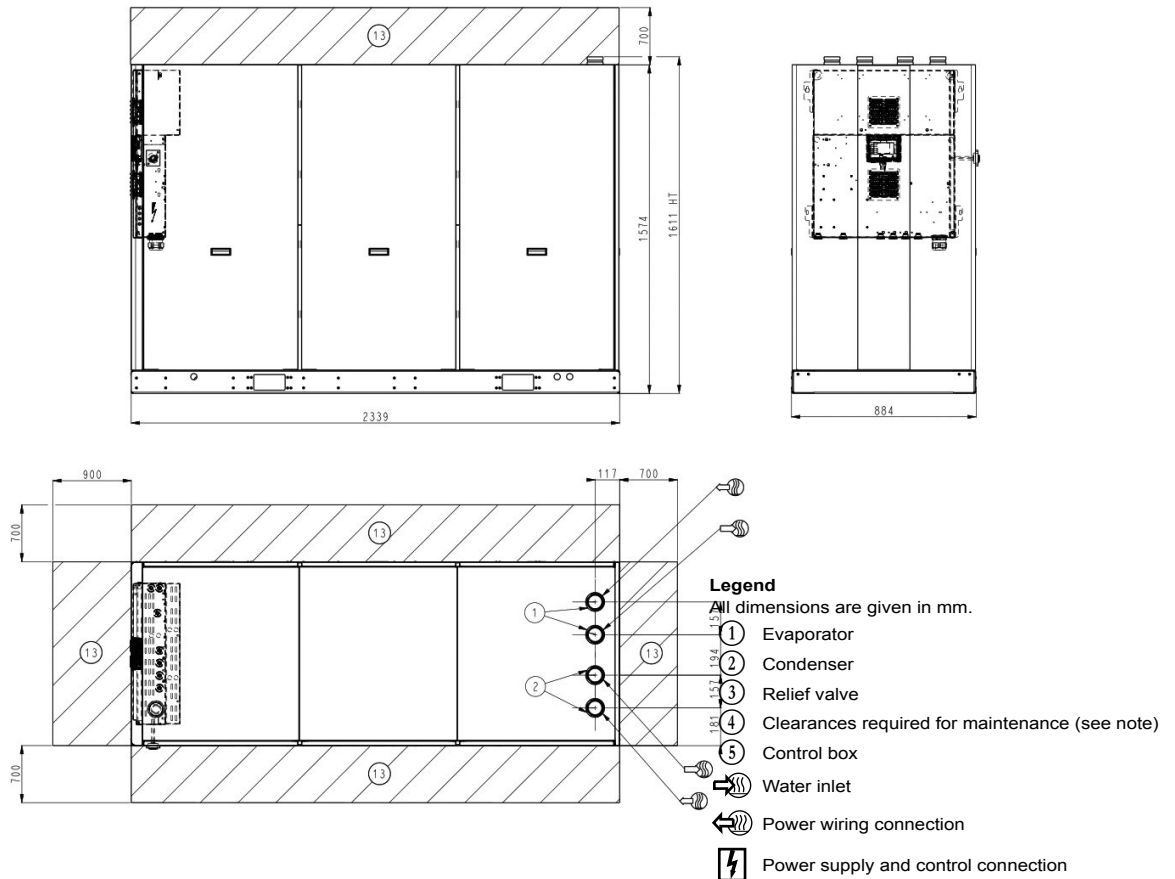 13
700
1574
1611 HT
2339
884
900
117 700
700
13
1
13
2
13
13
700
157
194
157
181
Legend
All dimensions are given in mm.
1 Evaporator
2 Condenser
3 Relief valve
4 Clearances required for maintenance (see note)
5 Control box
Water inlet
Power wiring connection
Power supply and control connection